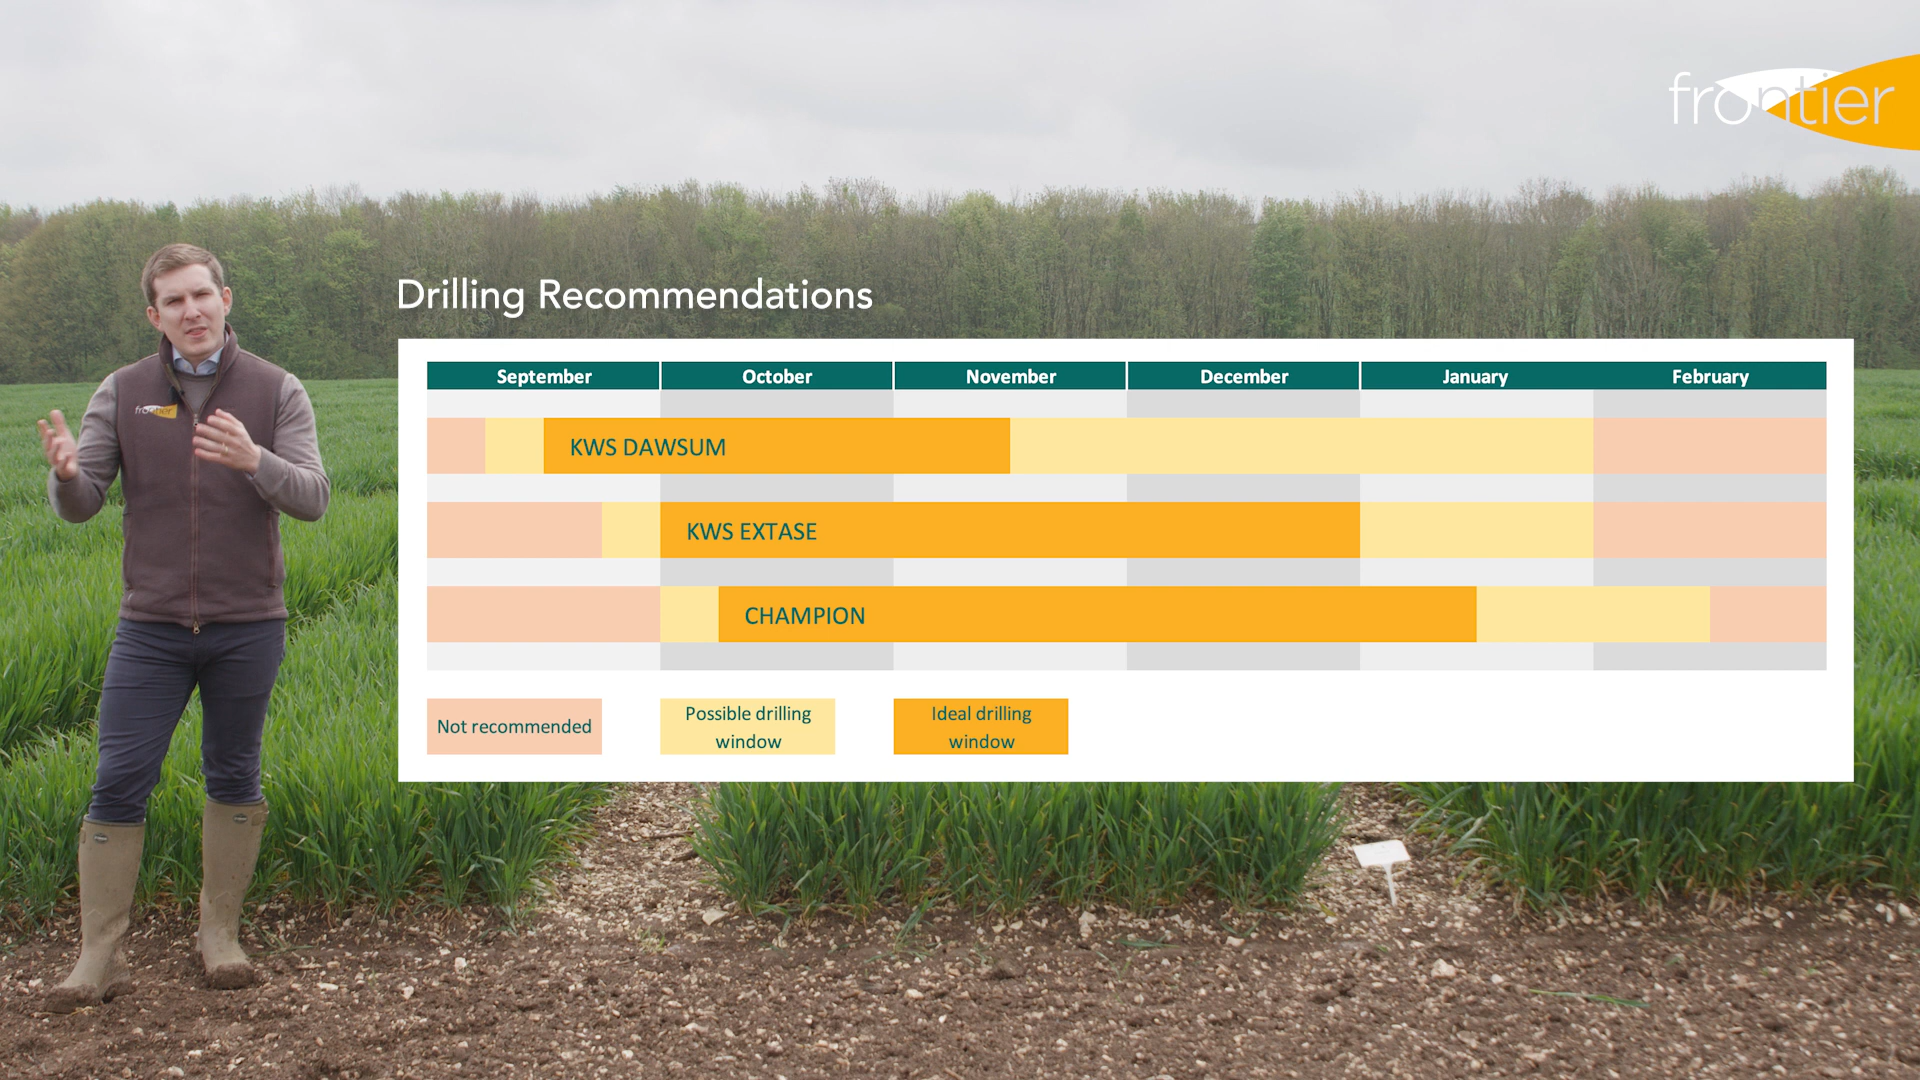 frontier
frontier
Drilling Recommendations
September October November December January February
KWS DAWSUM
KWS EXTASE
CHAMPION
Not recommended
Possible drilling
window
Ideal drilling
window